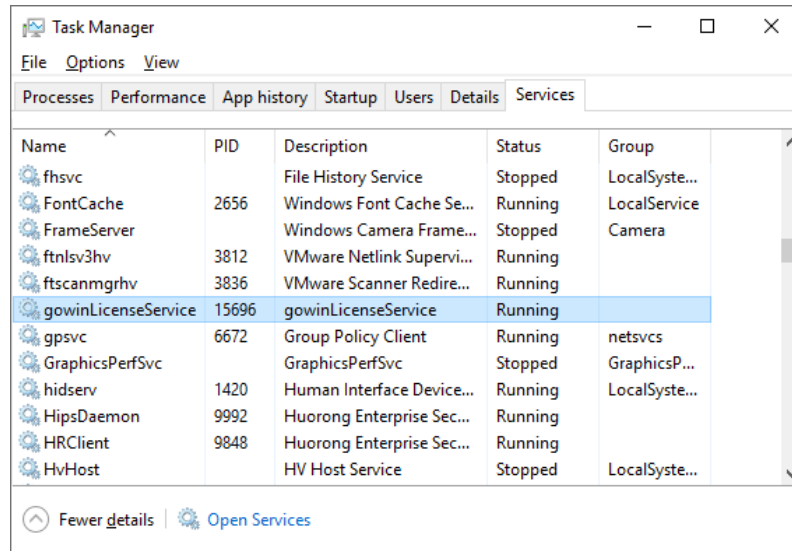 Task Manager
File Options View
Processes Performance App history Startup Users Details Services
Name PID Description Status Group
fhsvc File History Service Stopped LocalSyste...
FontCache 2656 Windows Font Cache Se... Running LocalService
FrameServer Windows Camera Frame... Stopped Camera
ftnlsv3hv 3812 VMware Netlink Supervi... Running
ftscanmgrhv 3836 VMware Scanner Redire... Running
gowinLicenseService 15696 gowinLicenseService Running
gpsvc 6672 Group Policy Client Running netsvcs
GraphicsPerfSvc GraphicsPerfSvc Stopped GraphicsP...
hidserv 1420 Human Interface Device... Running LocalSyste...
HipsDaemon 9992 Huorong Enterprise Sec... Running
HRClient 9848 Huorong Enterprise Sec... Running
HvHost HV Host Service Stopped LocalSyste...
Fewer details Open Services